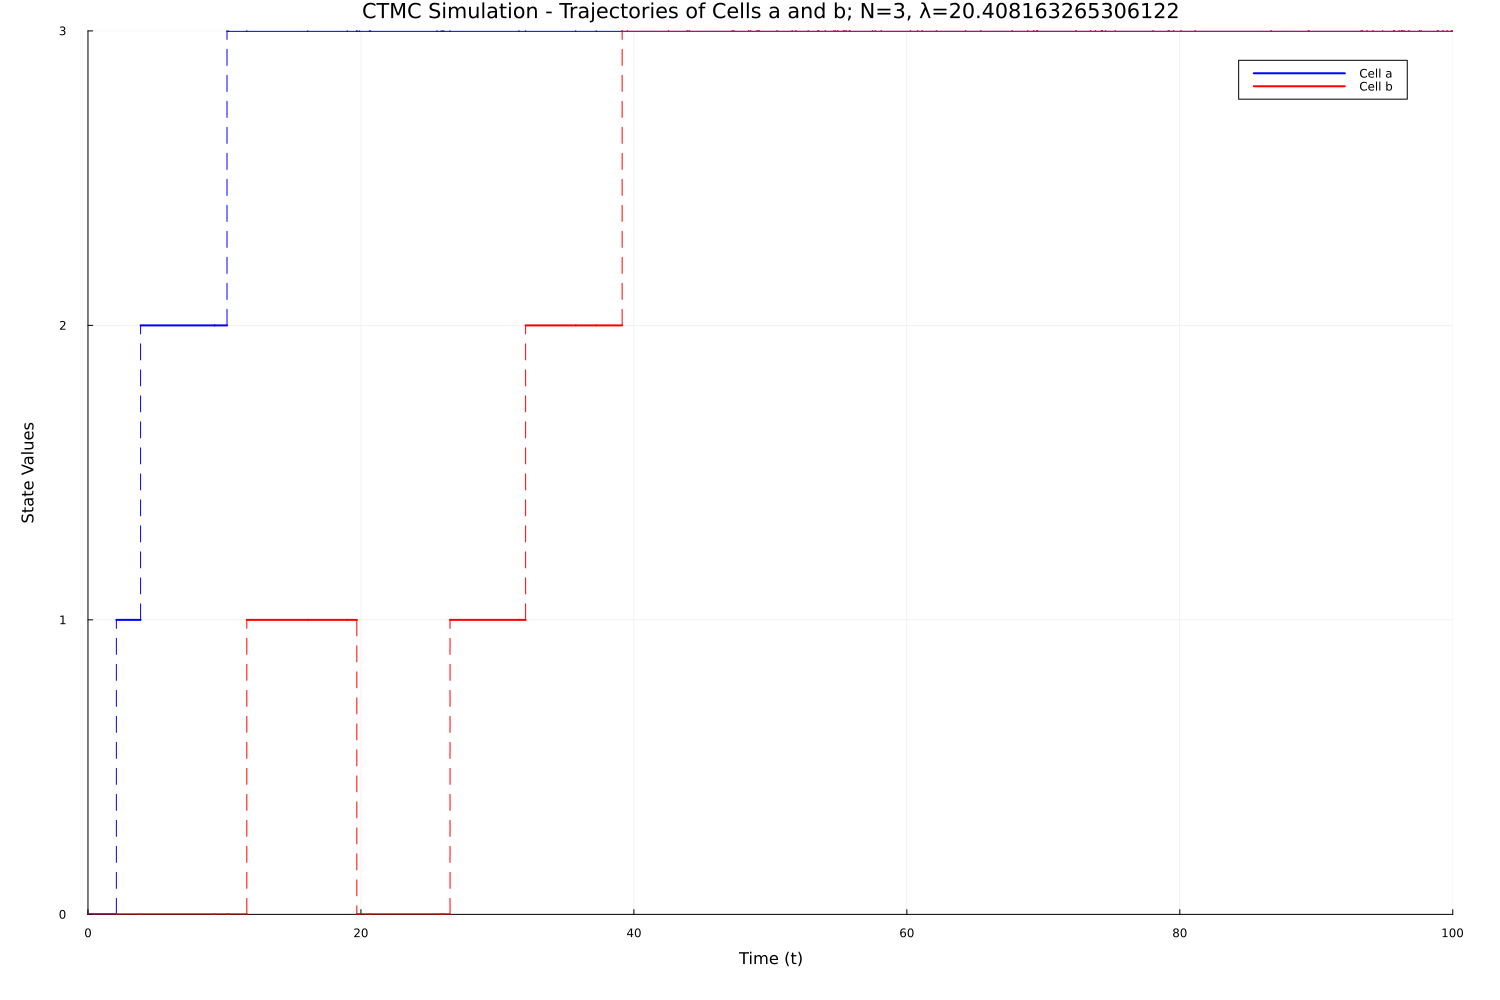 CTMC Simulation - Trajectories of Cells a and b; N=3, λ=20.408163265306122
3
Cell a
Cell b
2
State Values
1
0
0 20 40 60 80 100
Time (t)